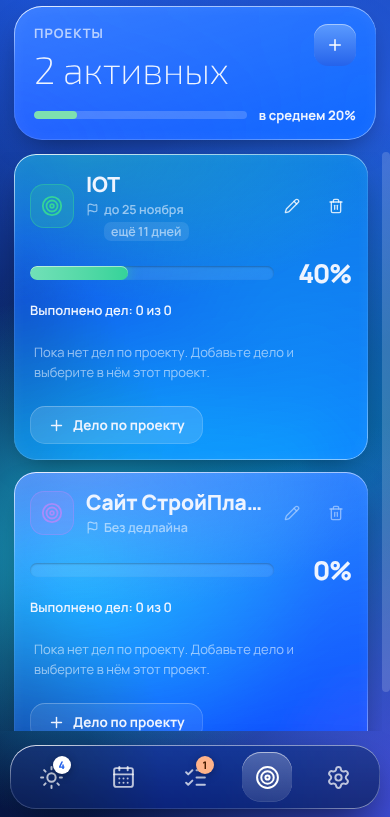 ПРОЕКТЫ
2 активных
в среднем 20%
IOT
до 25 ноября
ещё 11 дней
40%
Выполнено дел: 0 из 0
Пока нет дел по проекту. Добавьте дело и
выберите в нём этот проект.
Дело по проекту
Сайт СтройПла...
Без дедлайна
0%
Выполнено дел: 0 из 0
Пока нет дел по проекту. Добавьте дело и
выберите в нём этот проект.
Дело по проекту
4
1